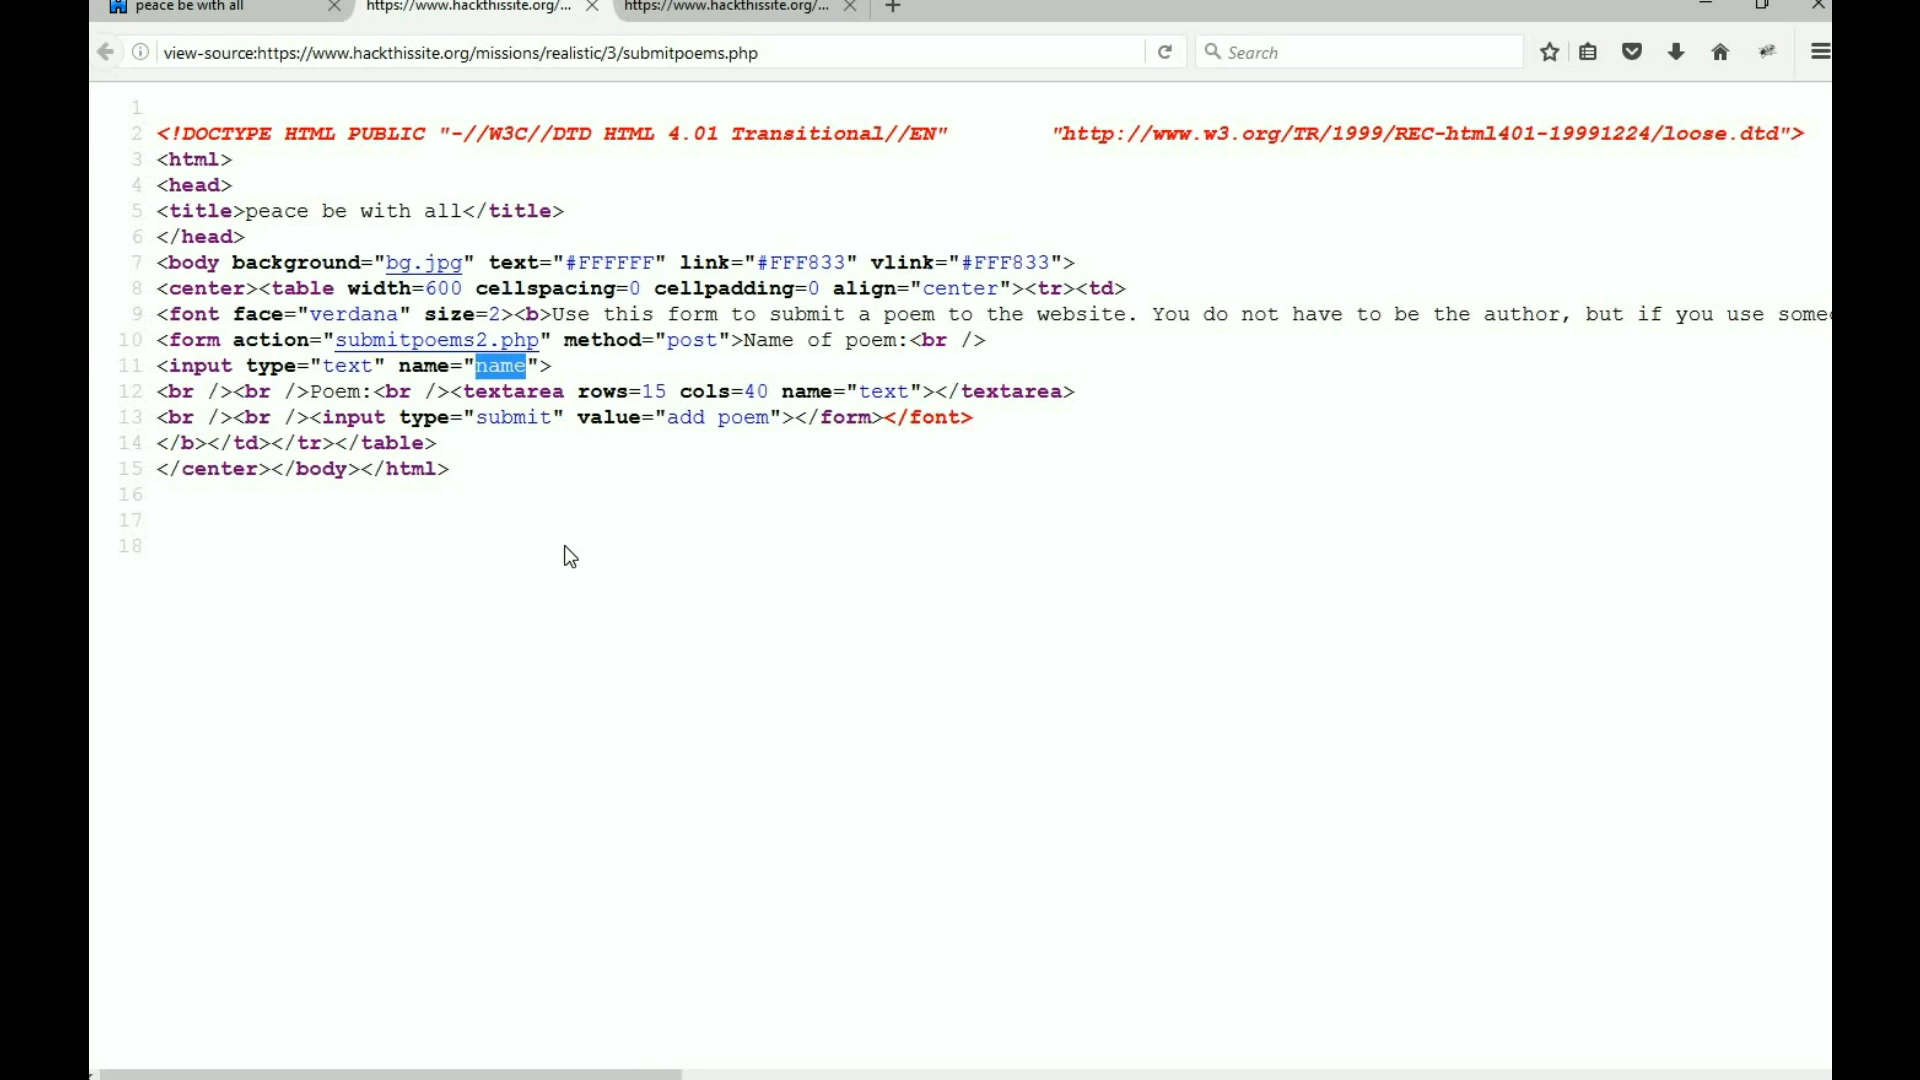 peace be with all
https://www.hackthissite.org/...
https://www.hackthissite.org/...
view-source:https://www.hackthissite.org/missions/realistic/3/submitpoems.php
Search
1
2 <!DOCTYPE HTML PUBLIC "-//W3C//DTD HTML 4.01 Transitional//EN" "http://www.w3.org/TR/1999/REC-html401-19991224/loose.dtd">
3 <html>
4 <head>
5 <title>peace be with all</title>
6 </head>
7 <body background="bg.jpg" text="#FFFFFF" link="#FFF833" vlink="#FFF833">
8 <center><table width=600 cellspacing=0 cellpadding=0 align="center"><tr><td>
9 <font face="verdana" size=2><b>Use this form to submit a poem to the website. You do not have to be the author, but if you use
10 <form action="submitpoems2.php" method="post">Name of poem:<br />
11 <input type="text" name="name">
12 <br /><br />Poem:<br /><textarea rows=15 cols=40 name="text"></textarea>
13 <br /><br /><input type="submit" value="add poem"></form></font>
14 </b></td></tr></table>
15 </center></body></html>
16
17
18